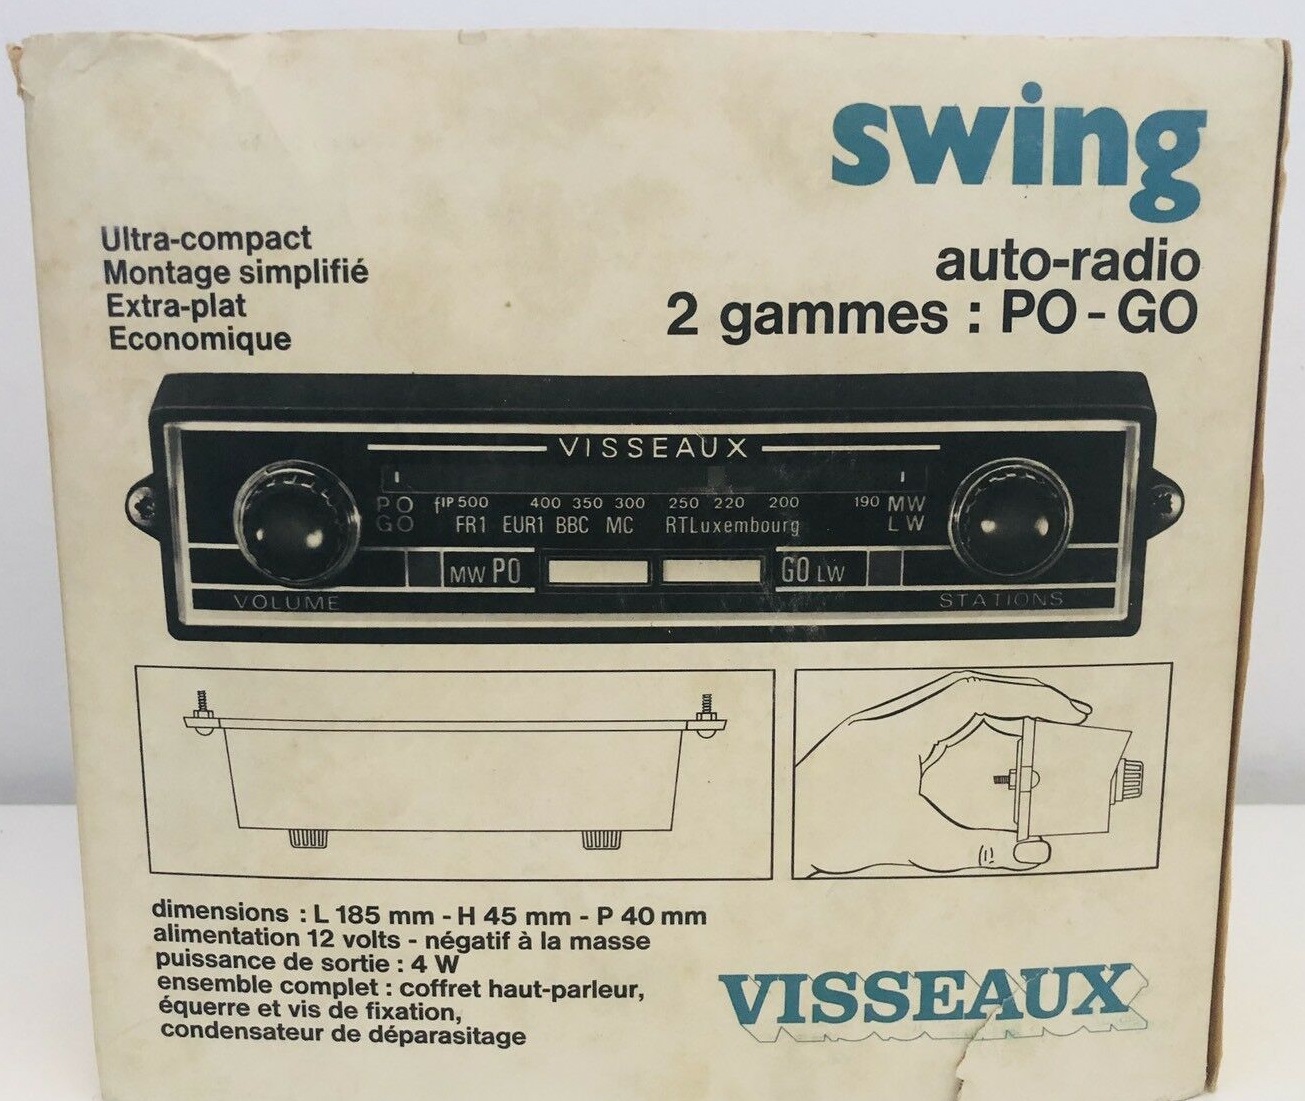 swing
auto-radio
2 gammes : PO - GO
Ultra-compact
Montage simplifié
Extra-plat
Economique
VISSEAUX
PO fIP 500 400 350 300 250 220 200 190 MW
GO FR1 EUR1 BBC MC RTLuxembourg LW
MW PO GO LW
VOLUME STATIONS
dimensions : L 185 mm - H 45 mm - P 40 mm
alimentation 12 volts - négatif à la masse
puissance de sortie : 4 W
ensemble complet : coffret haut-parleur,
équerre et vis de fixation,
condensateur de déparasitage
VISSEAUX